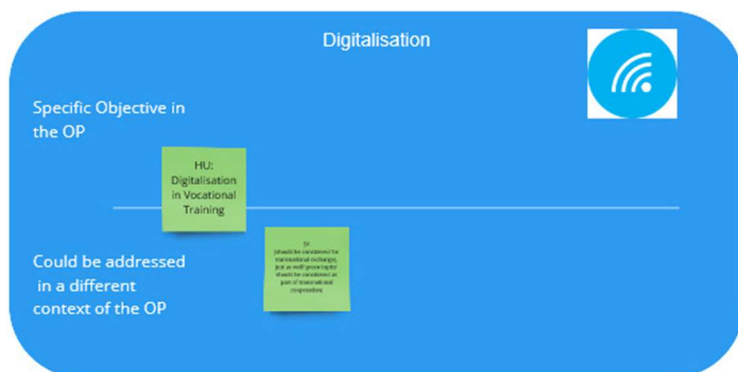 Digitalisation
Specific Objective in
the OP
HU:
Digitalisation
in Vocational
Training
(should be considered for
transnational exchange,
just as well! green topics
should be considered as
part of transnational
cooperation)
Could be addressed
in a different
context of the OP